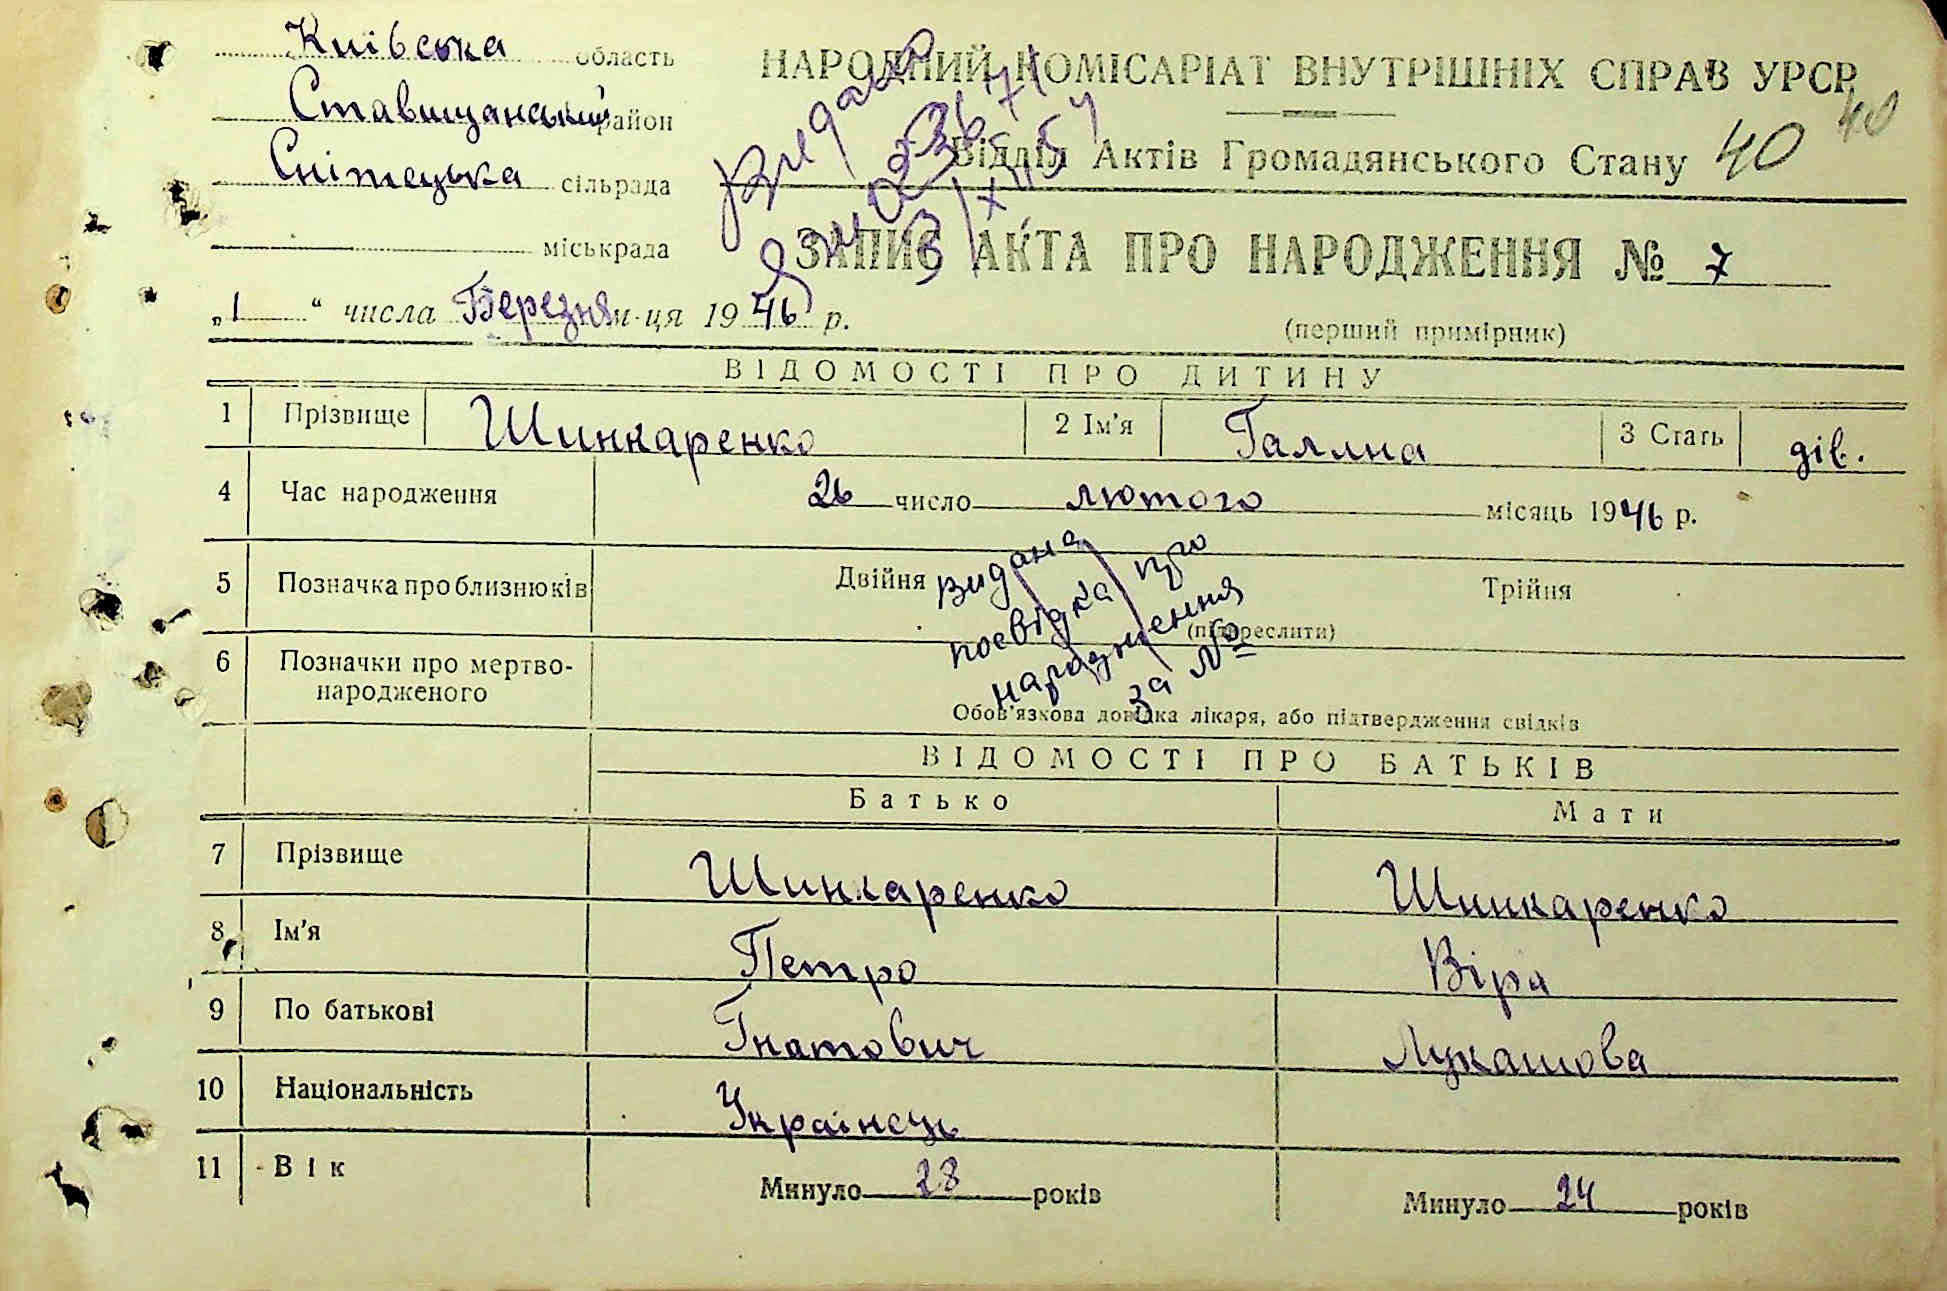 Київська область
Ставищанський район
Снітецька сільрада
міськрада
„1“ числа Березня м-ця 1946 р.
НАРОДНИЙ КОМІСАРІАТ ВНУТРІШНІХ СПРАВ УРСР
40
Відділ Актів Громадянського Стану 40
Видано
ЗАПИС АКТА ПРО НАРОДЖЕННЯ № 7
(перший примірник)
ВІДОМОСТІ ПРО ДИТИНУ
1 Прізвище Шинкаренко 2 Ім'я Галина 3 Стать дів.
4 Час народження 26 число лютого місяць 1946 р.
5 Позначка про близнюків Двійня Трійня
(підкреслити)
видана
посвідка про
народження
за №
6 Позначки про мертво-
народженого
Обов'язкова довідка лікаря, або підтвердження свідків
ВІДОМОСТІ ПРО БАТЬКІВ
Батько Мати
7 Прізвище Шинкаренко Шинкаренко
8 Ім'я Петро Віра
9 По батькові Гнатович Лукашова
10 Національність Українець
11 Вік Минуло 28 років Минуло 24 років